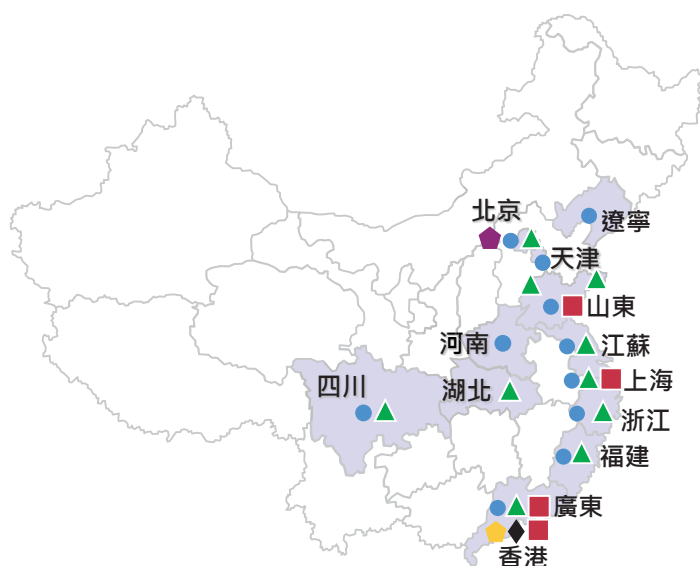 北京
遼寧
天津
山東
河南
江蘇
四川
湖北
上海
浙江
福建
廣東
香港